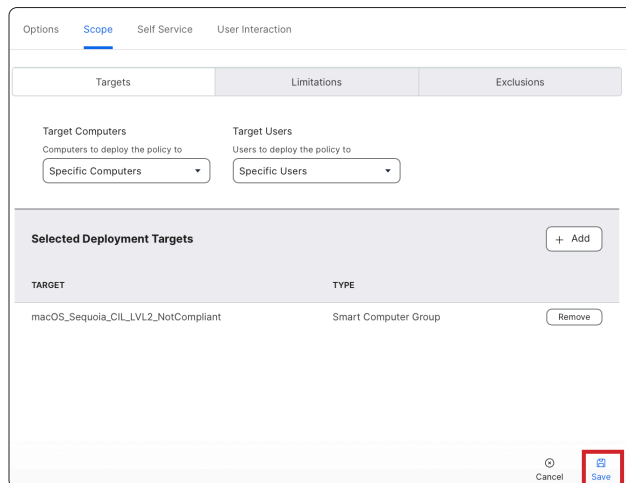 Options Scope Self Service User Interaction
Targets Limitations Exclusions
Target Computers Target Users
Computers to deploy the policy to Users to deploy the policy to
Specific Computers Specific Users
Selected Deployment Targets + Add
TARGET TYPE
macOS_Sequoia_CIL_LVL2_NotCompliant Smart Computer Group Remove
Cancel Save